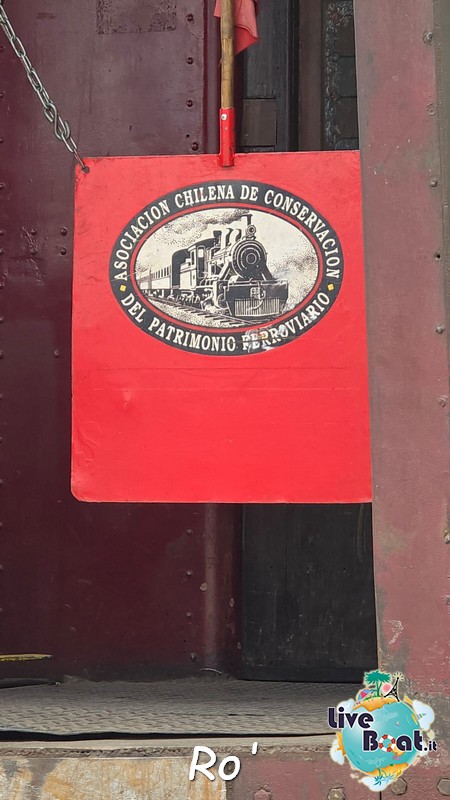 ASOCIACION CHILENA DE CONSERVACION
DEL PATRIMONIO FERROVIARIO
Live
Boat.it
Ro'